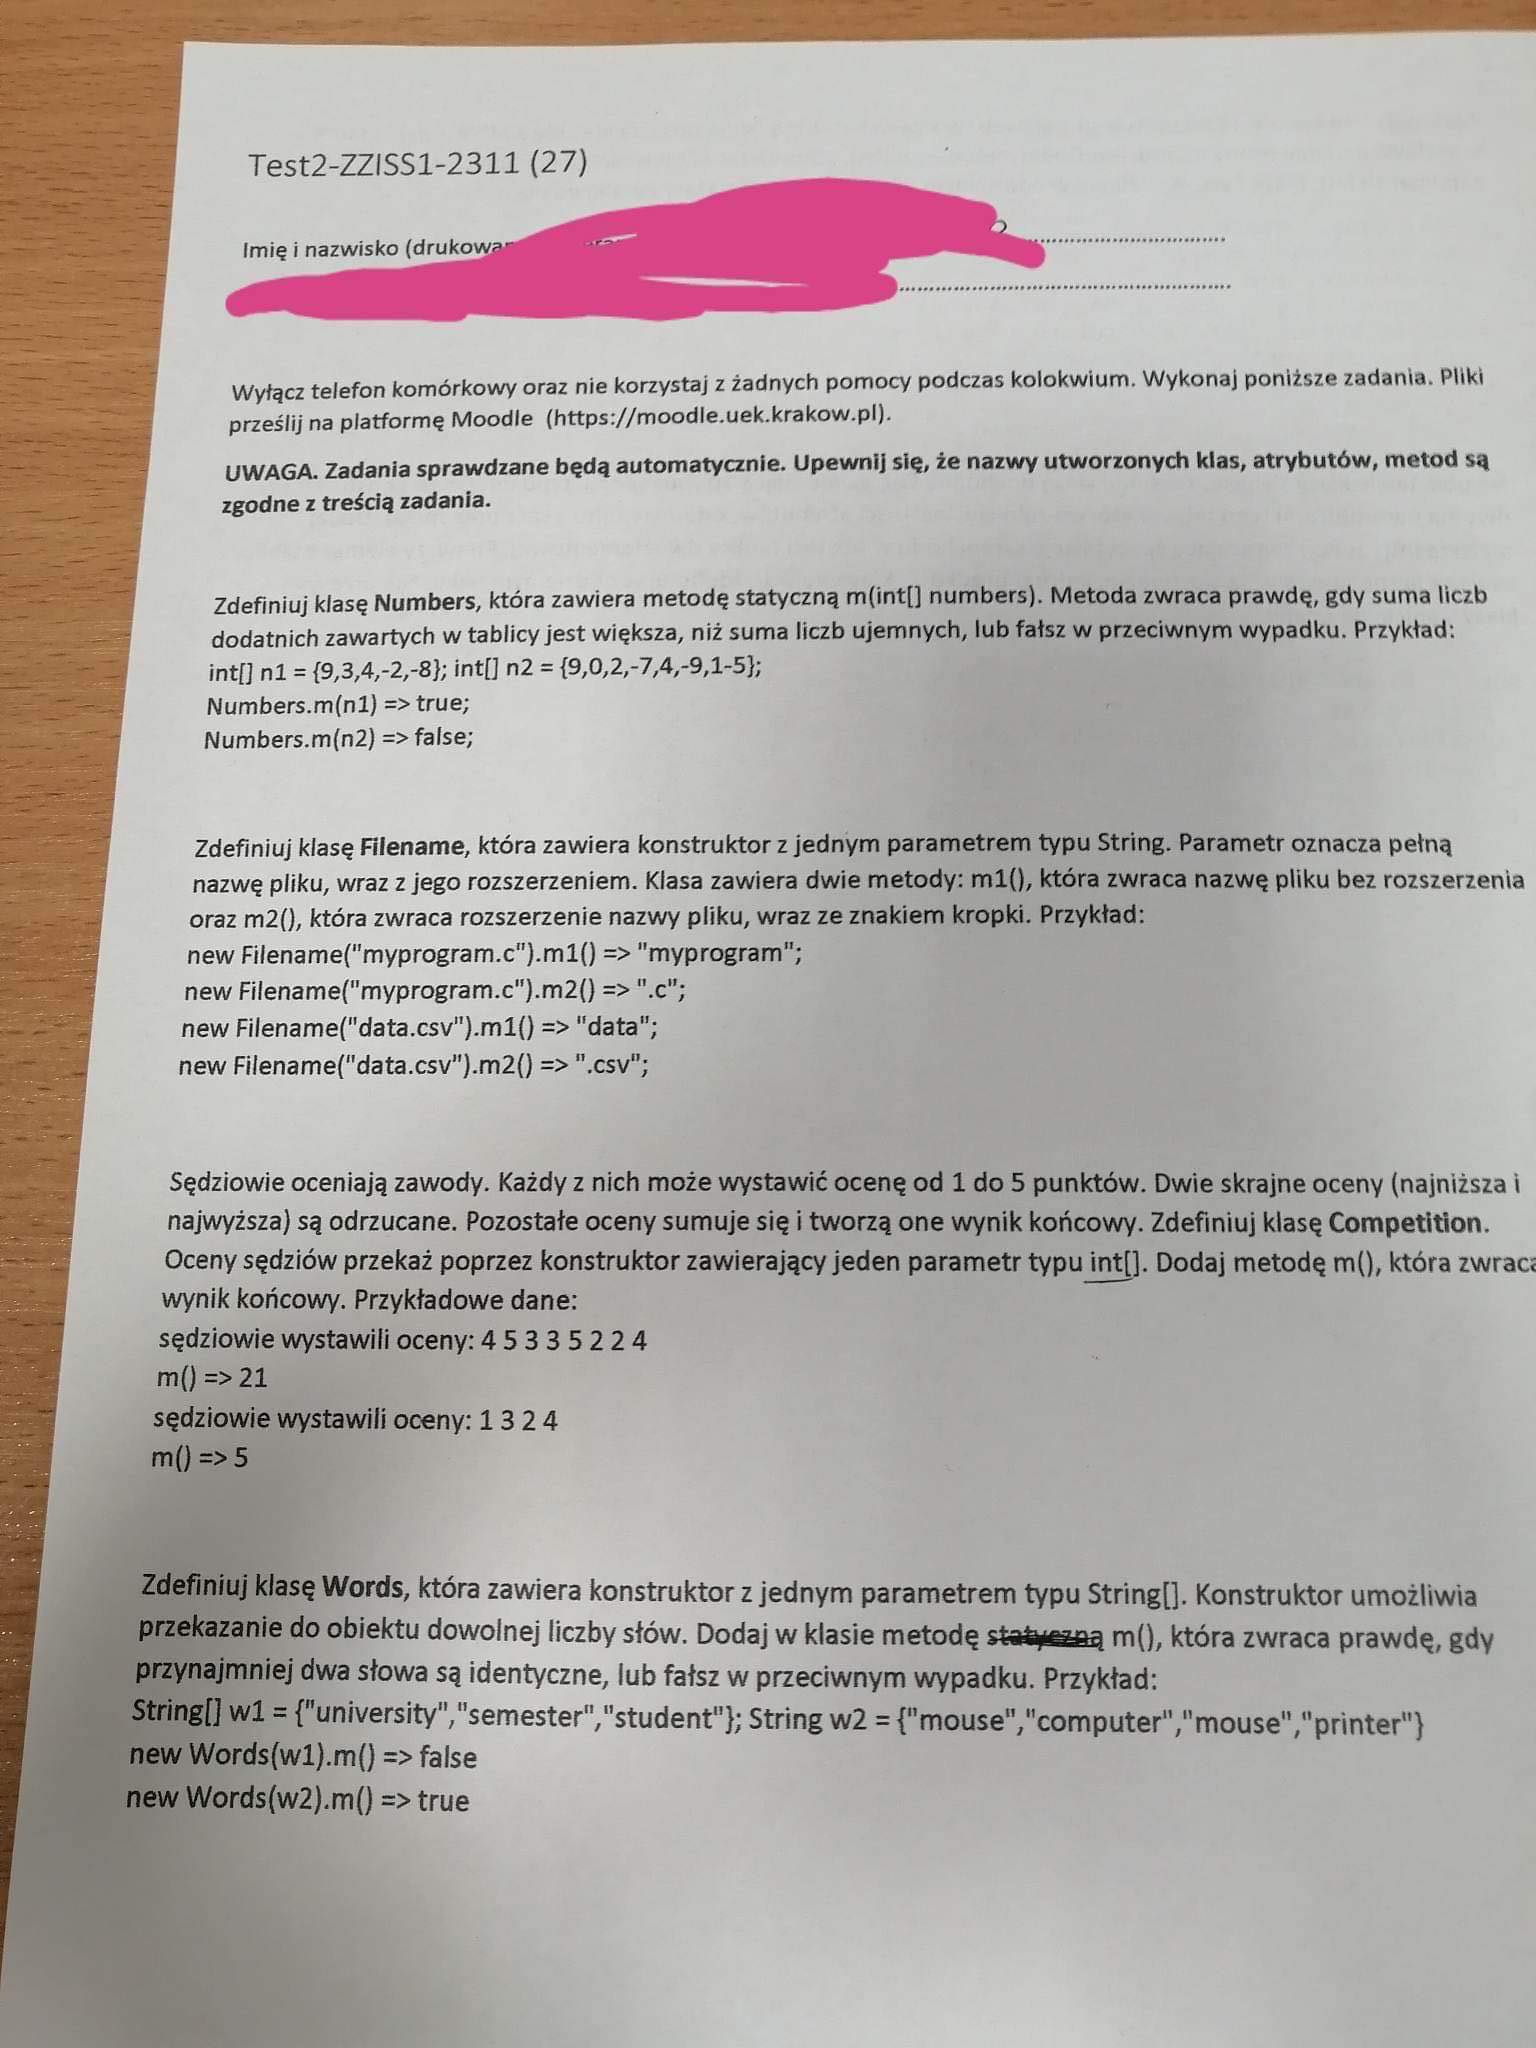 Test2-ZZISS1-2311 (27)
Imię i nazwisko (drukowa
Wyłącz telefon komórkowy oraz nie korzystaj z żadnych pomocy podczas kolokwium. Wykonaj poniższe zadania. Pliki
prześlij na platformę Moodle (https://moodle.uek.krakow.pl).
UWAGA. Zadania sprawdzane będą automatycznie. Upewnij się, że nazwy utworzonych klas, atrybutów, metod są
zgodne z treścią zadania.
Zdefiniuj klasę Numbers, która zawiera metodę statyczną m(int[] numbers). Metoda zwraca prawdę, gdy suma liczb
dodatnich zawartych w tablicy jest większa, niż suma liczb ujemnych, lub fałsz w przeciwnym wypadku. Przykład:
int[] n1 = {9,3,4,-2,-8}; int[] n2 = {9,0,2,-7,4,-9,1-5};
Numbers.m(n1) => true;
Numbers.m(n2) => false;
Zdefiniuj klasę Filename, która zawiera konstruktor z jednym parametrem typu String. Parametr oznacza pełną
nazwę pliku, wraz z jego rozszerzeniem. Klasa zawiera dwie metody: m1(), która zwraca nazwę pliku bez rozszerzenia
oraz m2(), która zwraca rozszerzenie nazwy pliku, wraz ze znakiem kropki. Przykład:
new Filename("myprogram.c").m1() => "myprogram";
new Filename("myprogram.c").m2() => ".c";
new Filename("data.csv").m1() => "data";
new Filename("data.csv").m2() => ".csv";
Sędziowie oceniają zawody. Każdy z nich może wystawić ocenę od 1 do 5 punktów. Dwie skrajne oceny (najniższa i
najwyższa) są odrzucane. Pozostałe oceny sumuje się i tworzą one wynik końcowy. Zdefiniuj klasę Competition.
Oceny sędziów przekaż poprzez konstruktor zawierający jeden parametr typu int[]. Dodaj metodę m(), która zwraca
wynik końcowy. Przykładowe dane:
sędziowie wystawili oceny: 4 5 3 3 5 2 2 4
m() => 21
sędziowie wystawili oceny: 1 3 2 4
m() => 5
Zdefiniuj klasę Words, która zawiera konstruktor z jednym parametrem typu String[]. Konstruktor umożliwia
przekazanie do obiektu dowolnej liczby słów. Dodaj w klasie metodę statyczną m(), która zwraca prawdę, gdy
przynajmniej dwa słowa są identyczne, lub fałsz w przeciwnym wypadku. Przykład:
String[] w1 = {"university","semester","student"}; String w2 = {"mouse","computer","mouse","printer"}
new Words(w1).m() => false
new Words(w2).m() => true